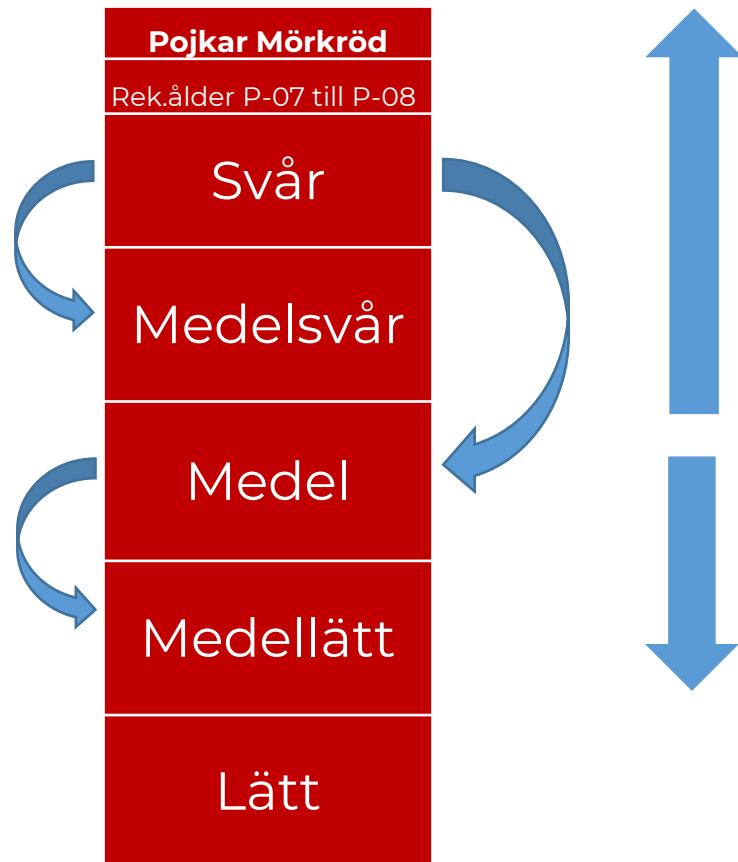 Pojkar Mörkröd
Rek.ålder P-07 till P-08
Svår
Medelsvår
Medel
Medellätt
Lätt